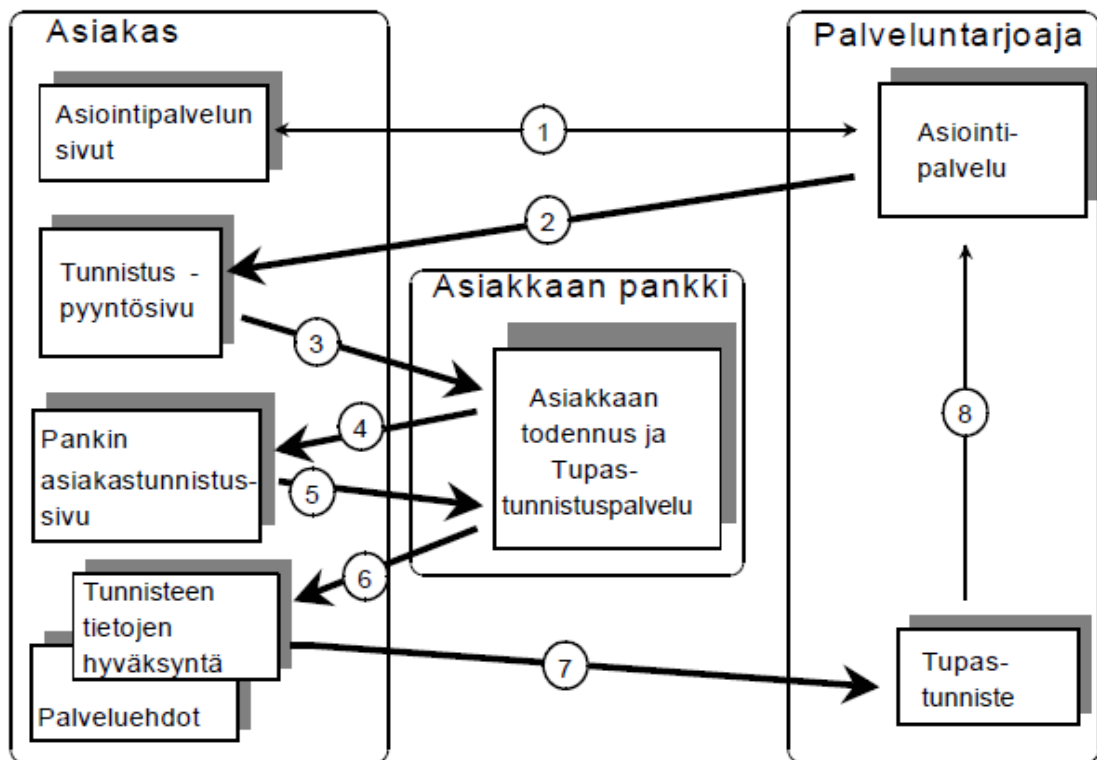 Asiakas
Palveluntarjoaja
Asiointipalvelun
sivut
1
Asiointi-
palvelu
2
Tunnistus -
pyyntösivu
Asiakkaan pankki
3
Asiakkaan
todennus ja
Tupas-
tunnistuspalvelu
4
8
Pankin
asiakastunnistus-
sivu
5
6
Tunnisteen
tietojen
hyväksyntä
7
Tupas-
tunniste
Palveluehdot